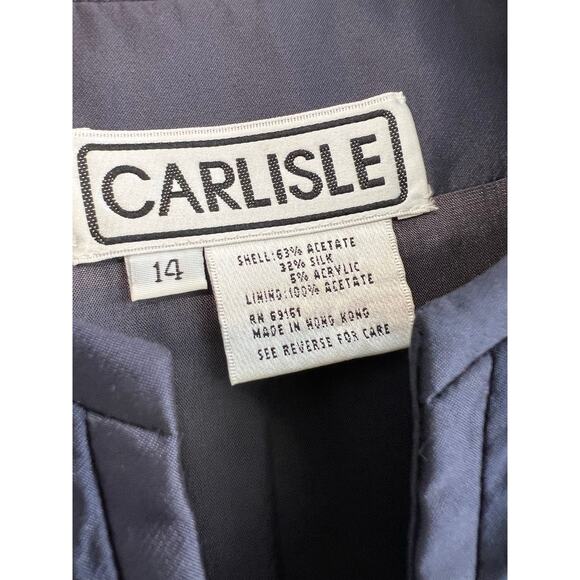 CARLISLE
14
SHELL: 63% ACETATE
32% SILK
5% ACRYLIC
LINING: 100% ACETATE
RN 69161
MADE IN HONG KONG
SEE REVERSE FOR CARE